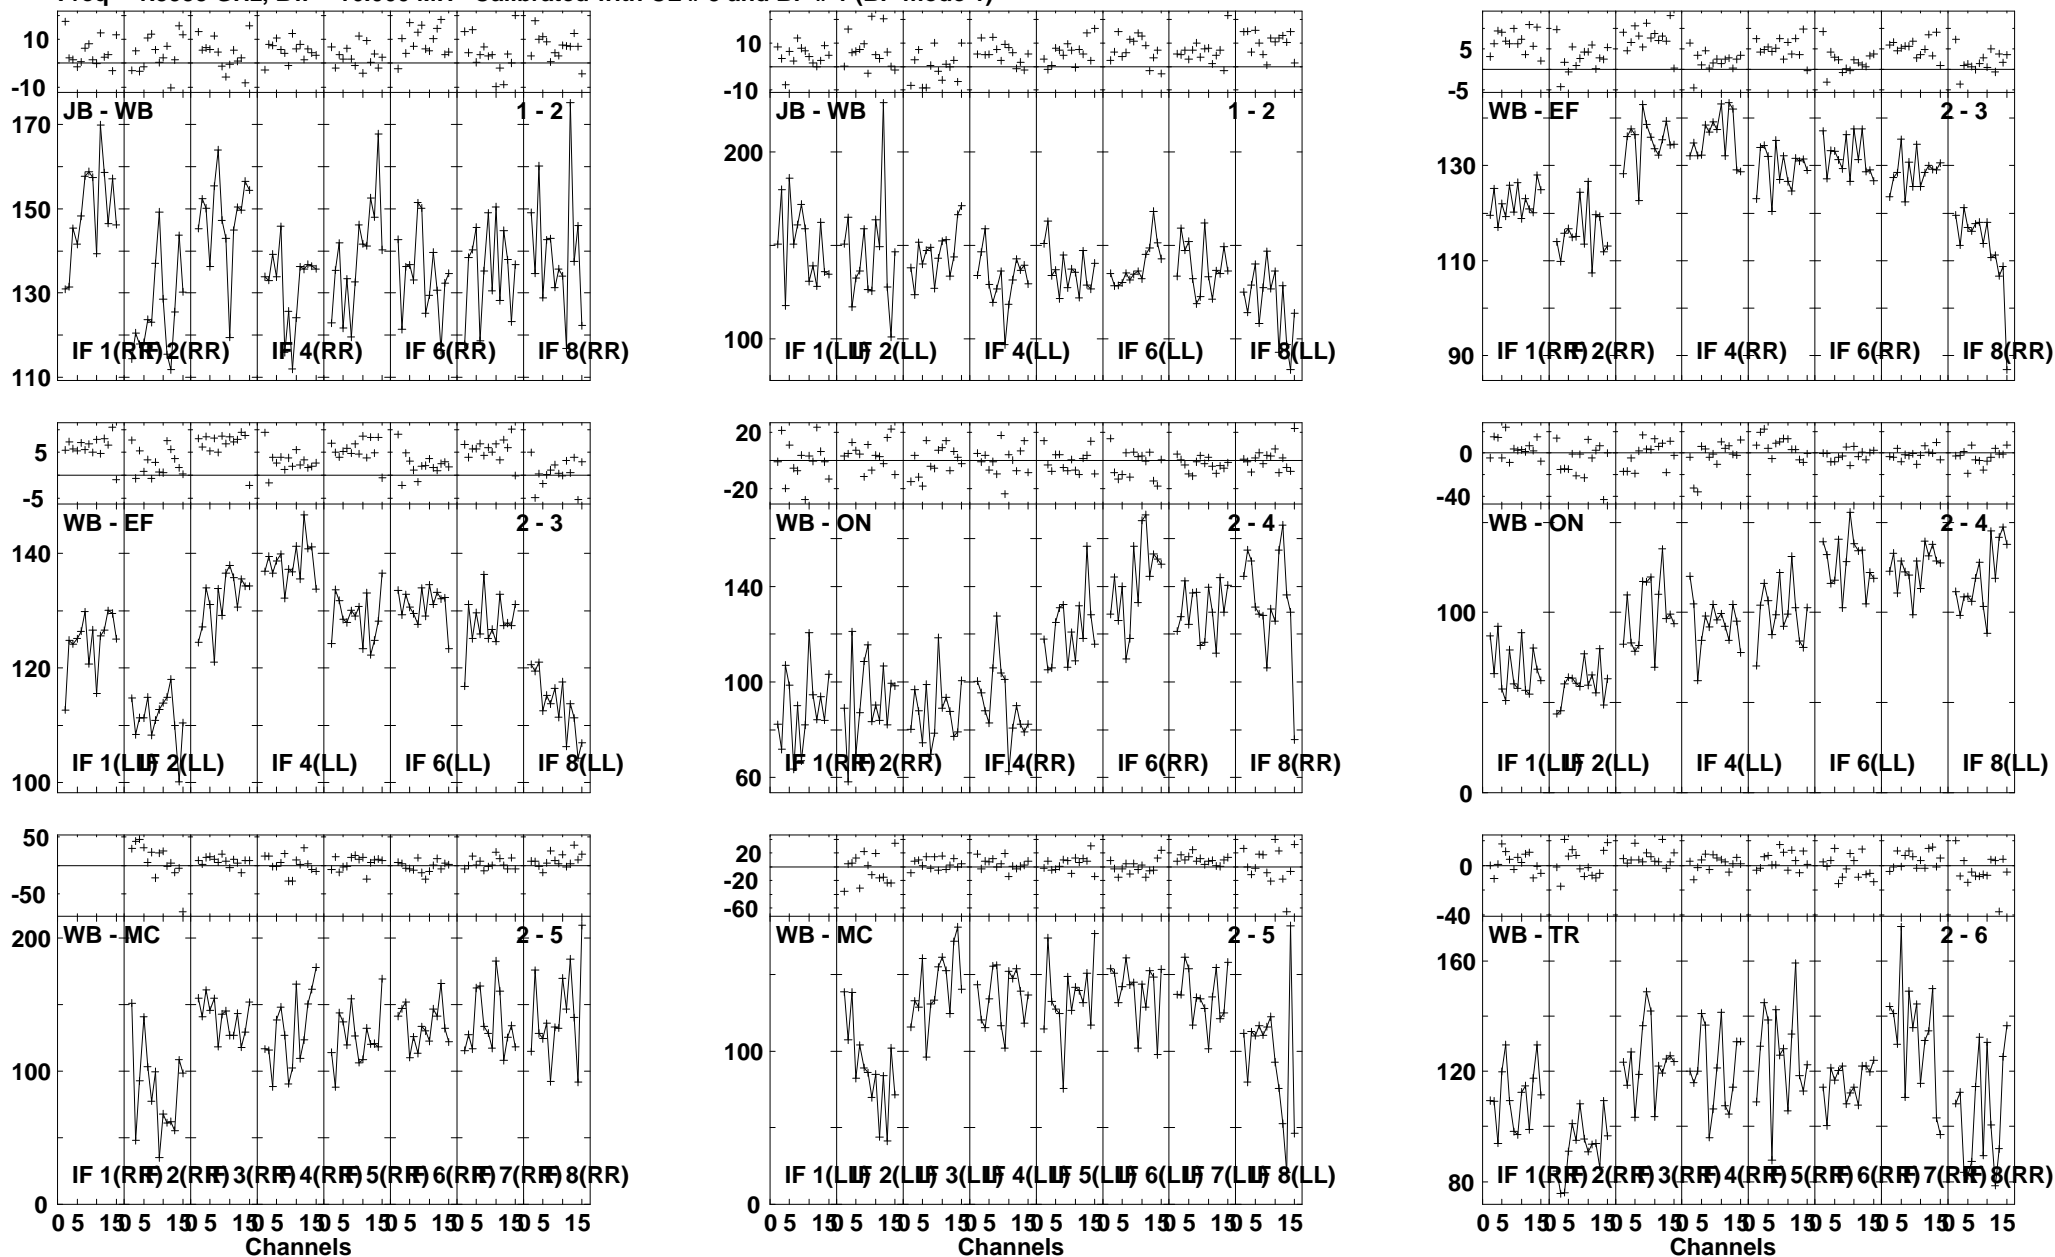 10
-10
JB - WB 1 - 2
170
150
130
110
IF 1(RR) IF 2(RR) IF 4(RR) IF 6(RR) IF 8(RR)
10
-10
JB - WB 1 - 2
200
100
IF 1(LL) IF 2(LL) IF 4(LL) IF 6(LL) IF 8(LL)
5
-5
WB - EF 2 - 3
130
110
90
IF 1(RR) IF 2(RR) IF 4(RR) IF 6(RR) IF 8(RR)
5
-5
WB - EF 2 - 3
140
120
100
IF 1(LL) IF 2(LL) IF 4(LL) IF 6(LL) IF 8(LL)
20
-20
WB - ON 2 - 4
140
100
60
IF 1(RR) IF 2(RR) IF 4(RR) IF 6(RR) IF 8(RR)
0
-40
WB - ON 2 - 4
100
0
IF 1(LL) IF 2(LL) IF 4(LL) IF 6(LL) IF 8(LL)
50
-50
WB - MC 2 - 5
200
100
0
IF 1(RR) IF 2(RR) IF 3(RR) IF 4(RR) IF 5(RR) IF 6(RR) IF 7(RR) IF 8(RR)
0 5 15 0 5 15 0 5 15 0 5 15 0 5 15 0 5 15 0 5 15 0 5 15
Channels
20
-20
-60
WB - MC 2 - 5
100
0
IF 1(LL) IF 2(LL) IF 3(LL) IF 4(LL) IF 5(LL) IF 6(LL) IF 7(LL) IF 8(LL)
0 5 15 0 5 15 0 5 15 0 5 15 0 5 15 0 5 15 0 5 15 0 5 15
Channels
0
-40
WB - TR 2 - 6
160
120
80
IF 1(RR) IF 2(RR) IF 3(RR) IF 4(RR) IF 5(RR) IF 6(RR) IF 7(RR) IF 8(RR)
0 5 15 0 5 15 0 5 15 0 5 15 0 5 15 0 5 15 0 5 15 0 5 15
Channels